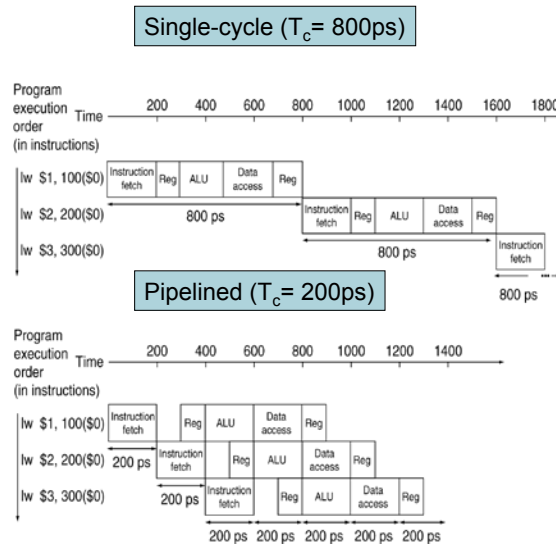 Single-cycle (Tc= 800ps)
Program
execution
order
(in instructions)
Time
200 400 600 800 1000 1200 1400 1600 1800
lw $1, 100($0)
Instruction
fetch
Reg
ALU
Data
access
Reg
lw $2, 200($0)
800 ps
Instruction
fetch
Reg
ALU
Data
access
Reg
lw $3, 300($0)
800 ps
Instruction
fetch
800 ps
Pipelined (Tc= 200ps)
Program
execution
order
(in instructions)
Time
200 400 600 800 1000 1200 1400
lw $1, 100($0)
Instruction
fetch
Reg
ALU
Data
access
Reg
lw $2, 200($0)
200 ps
Instruction
fetch
Reg
ALU
Data
access
Reg
lw $3, 300($0)
200 ps
Instruction
fetch
Reg
ALU
Data
access
Reg
200 ps 200 ps 200 ps 200 ps 200 ps